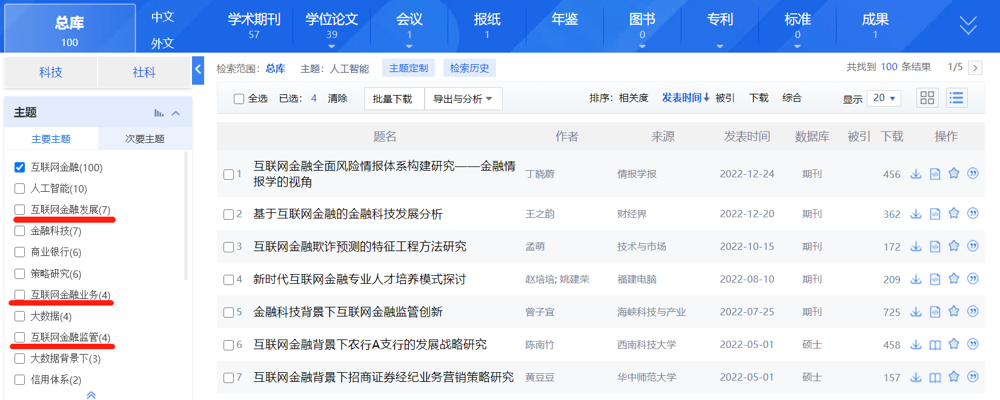 总库
100
中文
外文
学术期刊
57
学位论文
39
会议
1
报纸
1
年鉴
图书
0
专利
标准
0
成果
1
科技
社科
主题
主要主题
次要主题
互联网金融(100)
人工智能(10)
互联网金融发展(7)
金融科技(7)
商业银行(6)
策略研究(6)
互联网金融业务(4)
大数据(4)
互联网金融监管(4)
大数据背景下(3)
信用体系(2)
检索范围：总库 主题：人工智能 主题定制 检索历史
共找到 100 条结果 1/5
全选 已选：4 清除 批量下载 导出与分析
排序：相关度 发表时间 被引 下载 综合 显示 20
题名 作者 来源 发表时间 数据库 被引 下载 操作
1 互联网金融全面风险情报体系构建研究——金融情
报学的视角 丁晓蔚 情报学报 2022-12-24 期刊 456
2 基于互联网金融的金融科技发展分析 王之韵 财经界 2022-12-20 期刊 362
3 互联网金融欺诈预测的特征工程方法研究 孟萌 技术与市场 2022-10-15 期刊 172
4 新时代互联网金融专业人才培养模式探讨 赵培培; 姚建荣 福建电脑 2022-08-10 期刊 209
5 金融科技背景下互联网金融监管创新 曾子宜 海峡科技与产业 2022-07-25 期刊 725
6 互联网金融背景下农行A支行的发展战略研究 陈南竹 西南科技大学 2022-05-01 硕士 458
7 互联网金融背景下招商证券经纪业务营销策略研究 黄豆豆 华中师范大学 2022-05-01 硕士 157